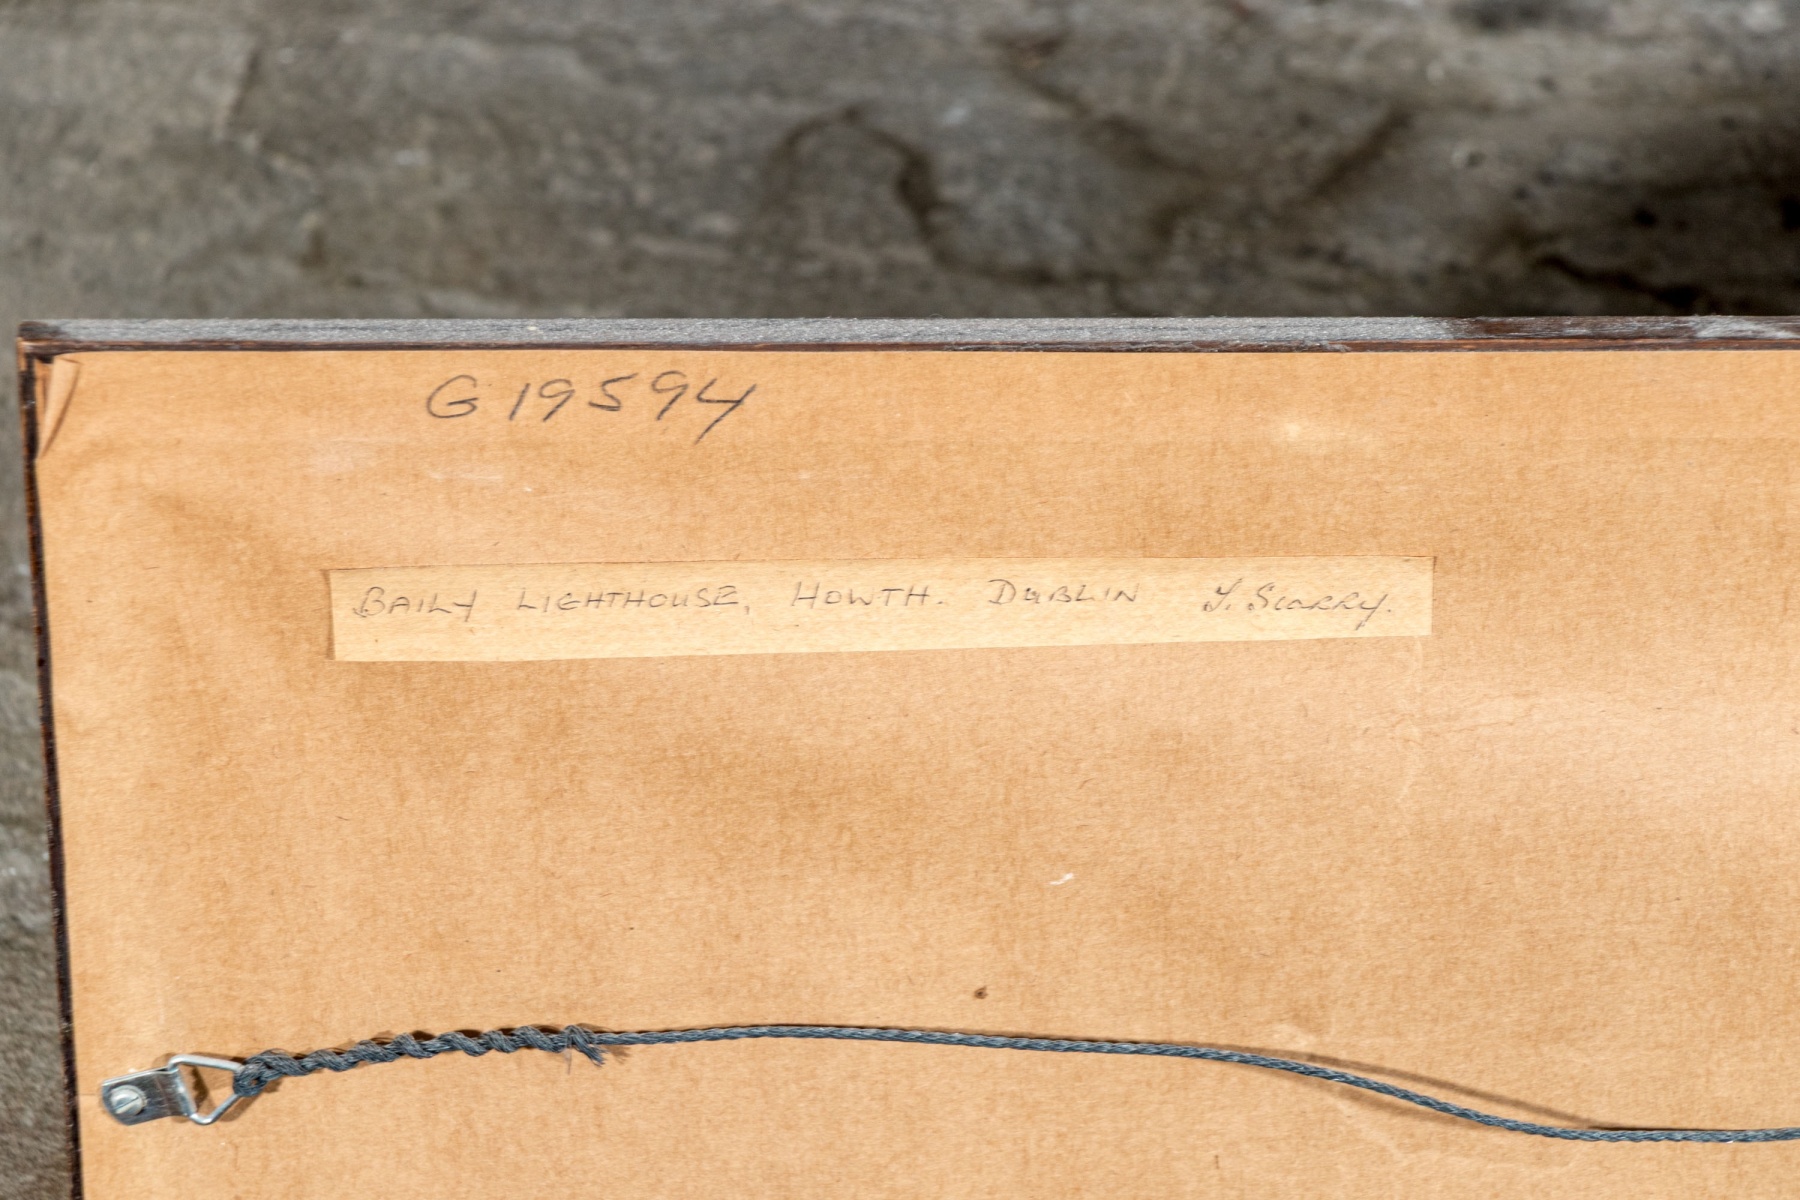 G19594
BAILY LIGHTHOUSE, HOWTH. DUBLIN Y. SCARRY.